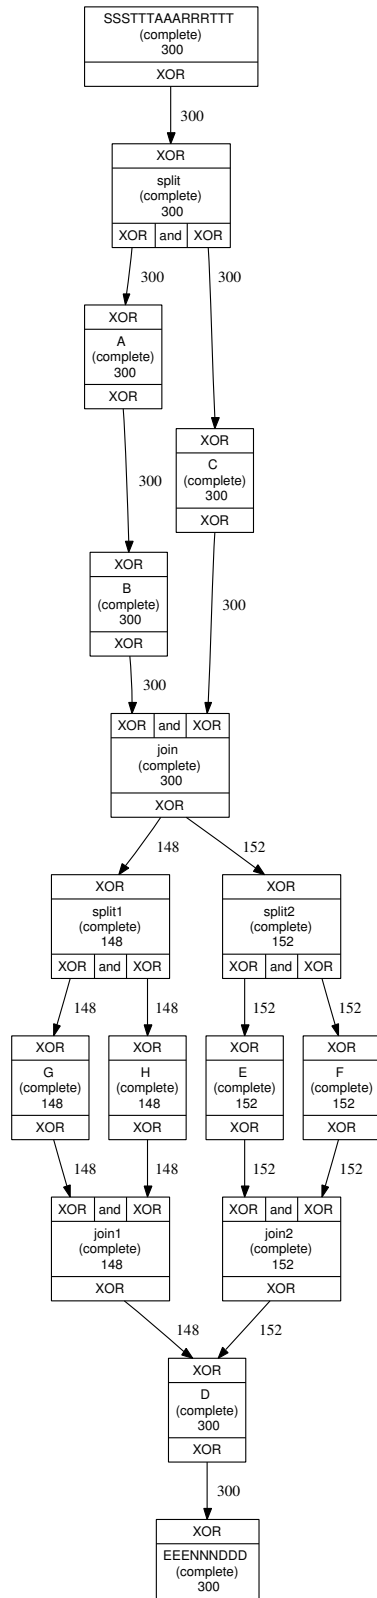 SSSTTTAAARRRTTT
(complete)
300
XOR
300
XOR
split
(complete)
300
XOR and XOR
300 300
XOR
A
(complete)
300
XOR
XOR
C
(complete)
300
XOR
300
XOR
B
(complete)
300
XOR
300
300
XOR and XOR
join
(complete)
300
XOR
148 152
XOR XOR
split1 split2
(complete) (complete)
148 152
XOR and XOR XOR and XOR
148 148 152 152
XOR XOR XOR XOR
G H E F
(complete) (complete) (complete) (complete)
148 148 152 152
XOR XOR XOR XOR
148 148 152 152
XOR and XOR XOR and XOR
join1 join2
(complete) (complete)
148 152
XOR XOR
148 152
XOR
D
(complete)
300
XOR
300
XOR
EEENNNDDD
(complete)
300